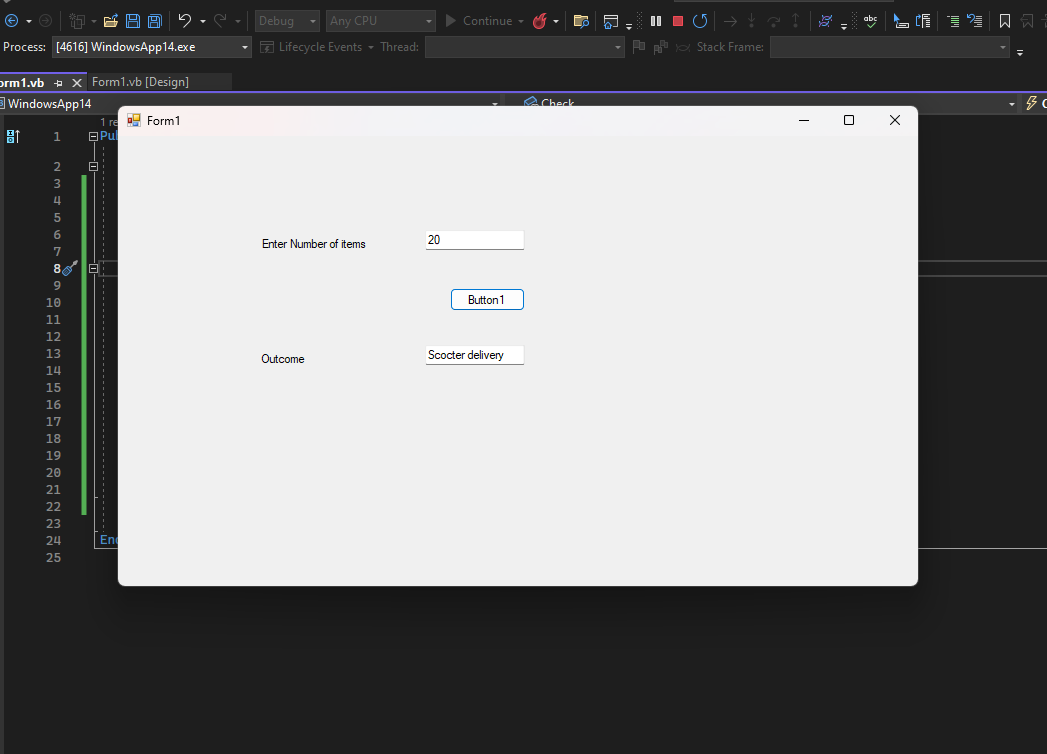 Debug Any CPU Continue
Process: [4616] WindowsApp14.exe Lifecycle Events Thread: Stack Frame:
orm1.vb Form1.vb [Design]
WindowsApp14 Check
1 re
Form1
1 Pu
2
3
4
5
6
Enter Number of items 20
7
8
9
10
Button1
11
12
13
Outcome Scocter delivery
14
15
16
17
18
19
20
21
22
23
24 End
25